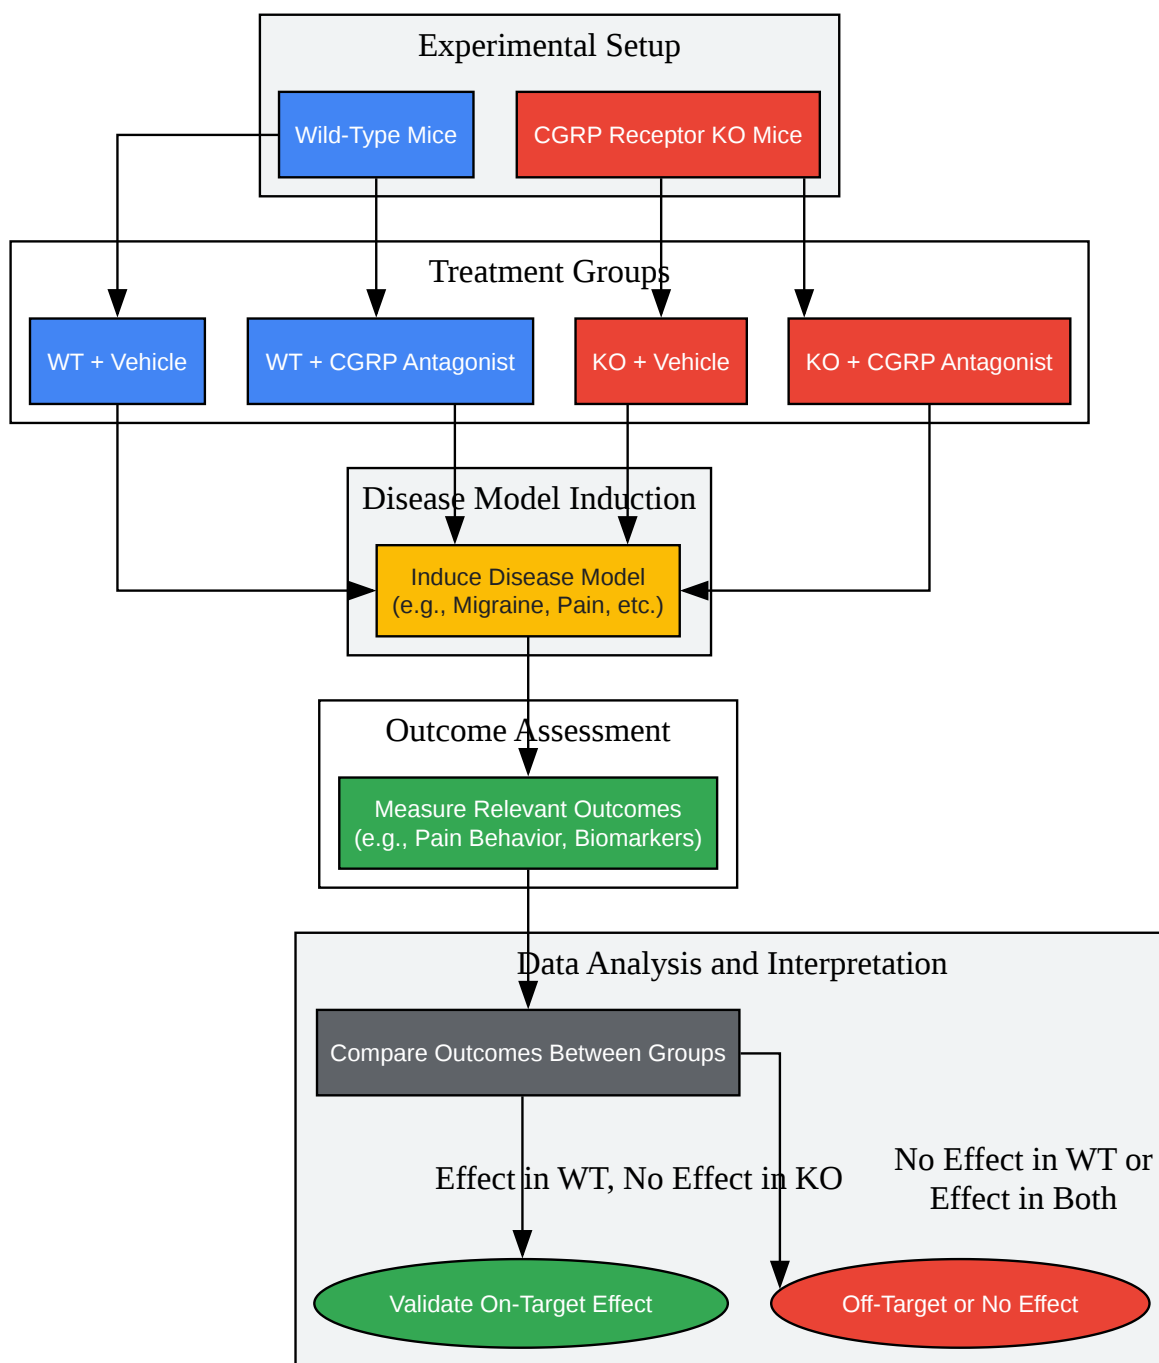 Experimental Setup
Wild-Type Mice
CGRP Receptor KO Mice
Treatment Groups
WT + Vehicle
WT + CGRP Antagonist
KO + Vehicle
KO + CGRP Antagonist
Disease Model Induction
Induce Disease Model
(e.g., Migraine, Pain, etc.)
Outcome Assessment
Measure Relevant Outcomes
(e.g., Pain Behavior, Biomarkers)
Data Analysis and Interpretation
Compare Outcomes Between Groups
Effect in WT, No Effect in KO
No Effect in WT or
Effect in Both
Validate On-Target Effect
Off-Target or No Effect